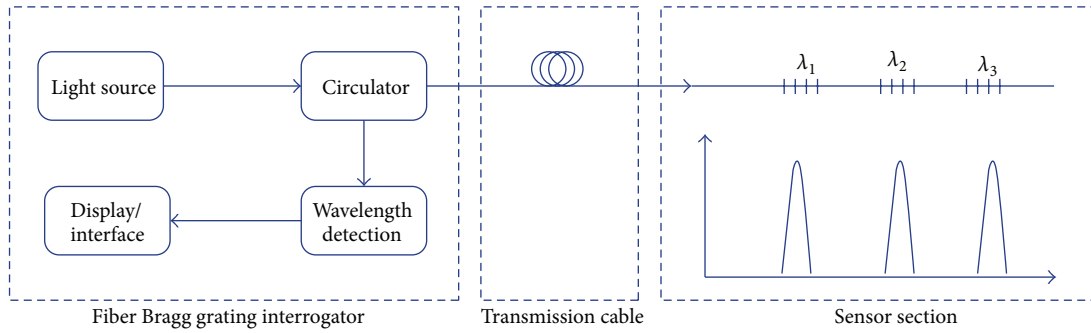 Light source
Circulator
Display/
interface
Wavelength
detection
λ1
λ2
λ3
Fiber Bragg grating interrogator
Transmission cable
Sensor section